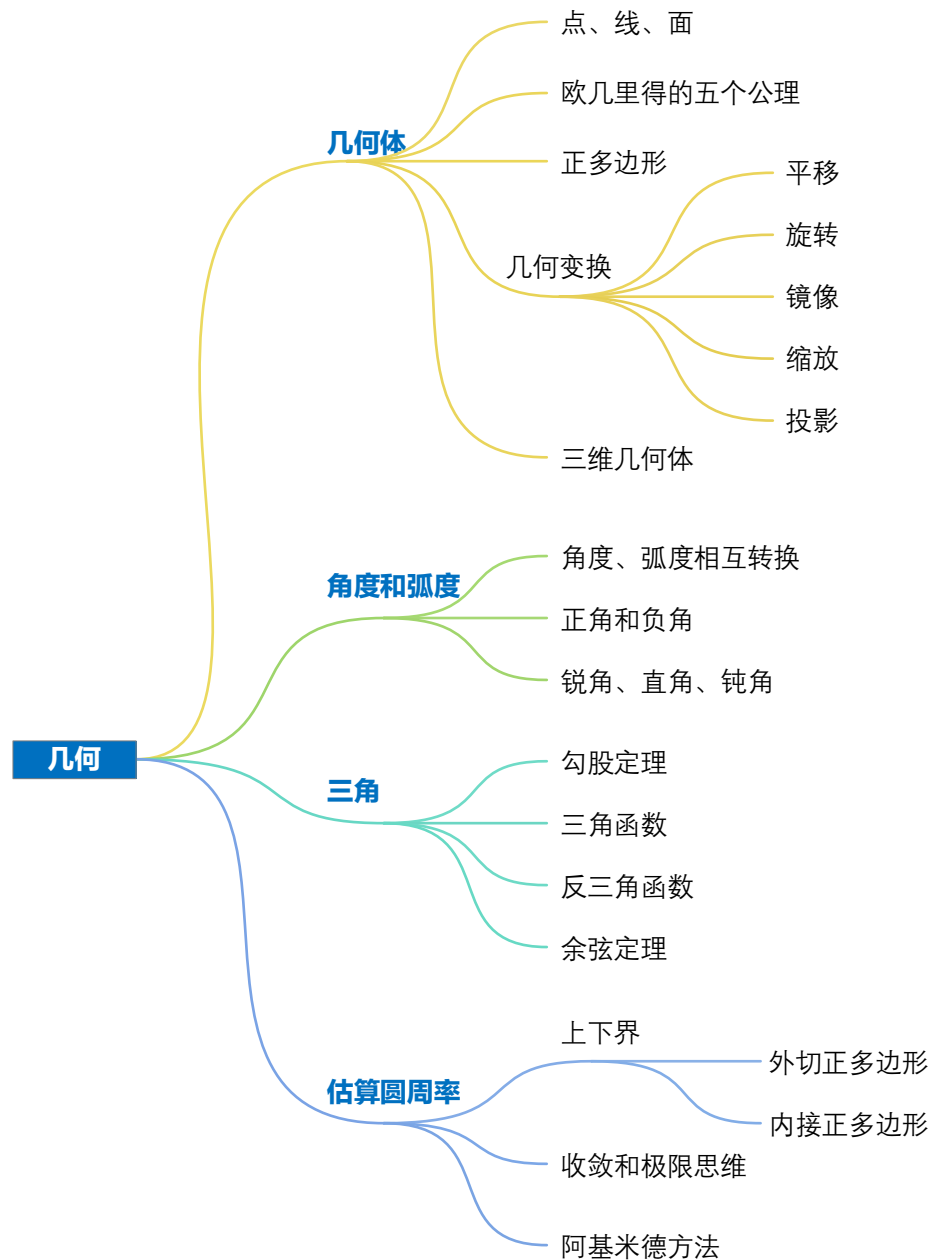 点、线、面
欧几里得的五个公理
几何体
正多边形
平移
旋转
几何变换
镜像
缩放
投影
三维几何体
角度、弧度相互转换
角度和弧度
正角和负角
锐角、直角、钝角
几何
勾股定理
三角
三角函数
反三角函数
余弦定理
上下界
外切正多边形
估算圆周率
内接正多边形
收敛和极限思维
阿基米德方法